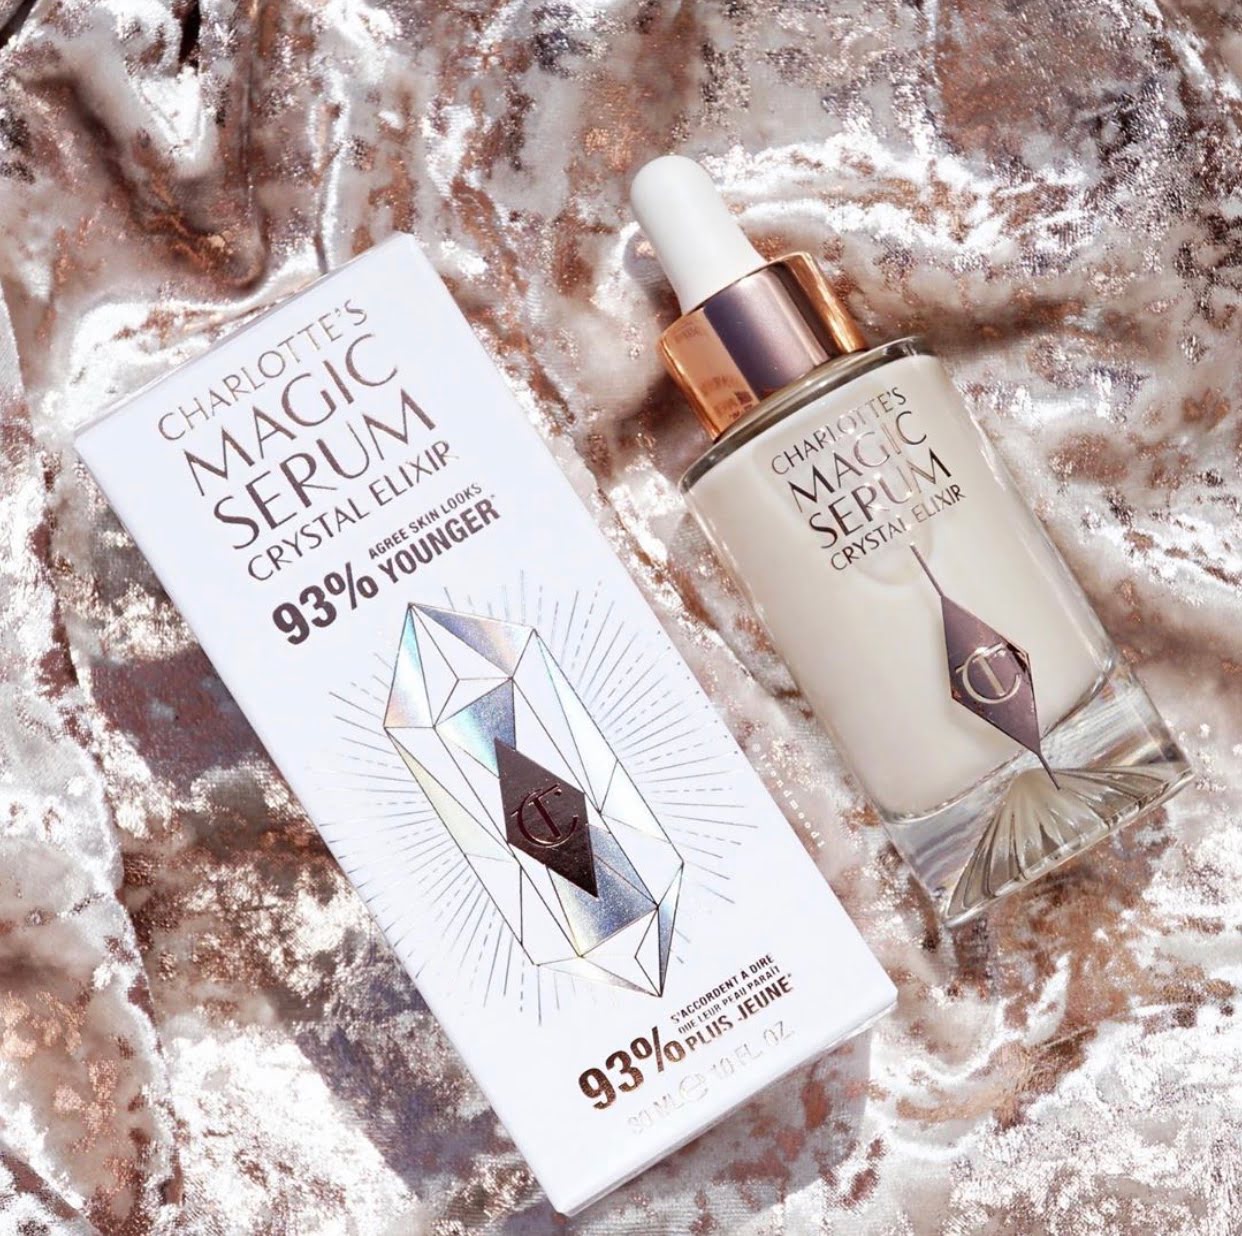 CHARLOTTE'S
MAGIC
SERUM
CRYSTAL ELIXIR
93% AGREE SKIN LOOKS
YOUNGER*
CT
93% S'ACCORDENT A DIRE
QUE LEUR PEAU PARAÎT
PLUS JEUNE*
30 ML ℮ 1.0 FL. OZ
CHARLOTTE'S
MAGIC
SERUM
CRYSTAL ELIXIR
CT